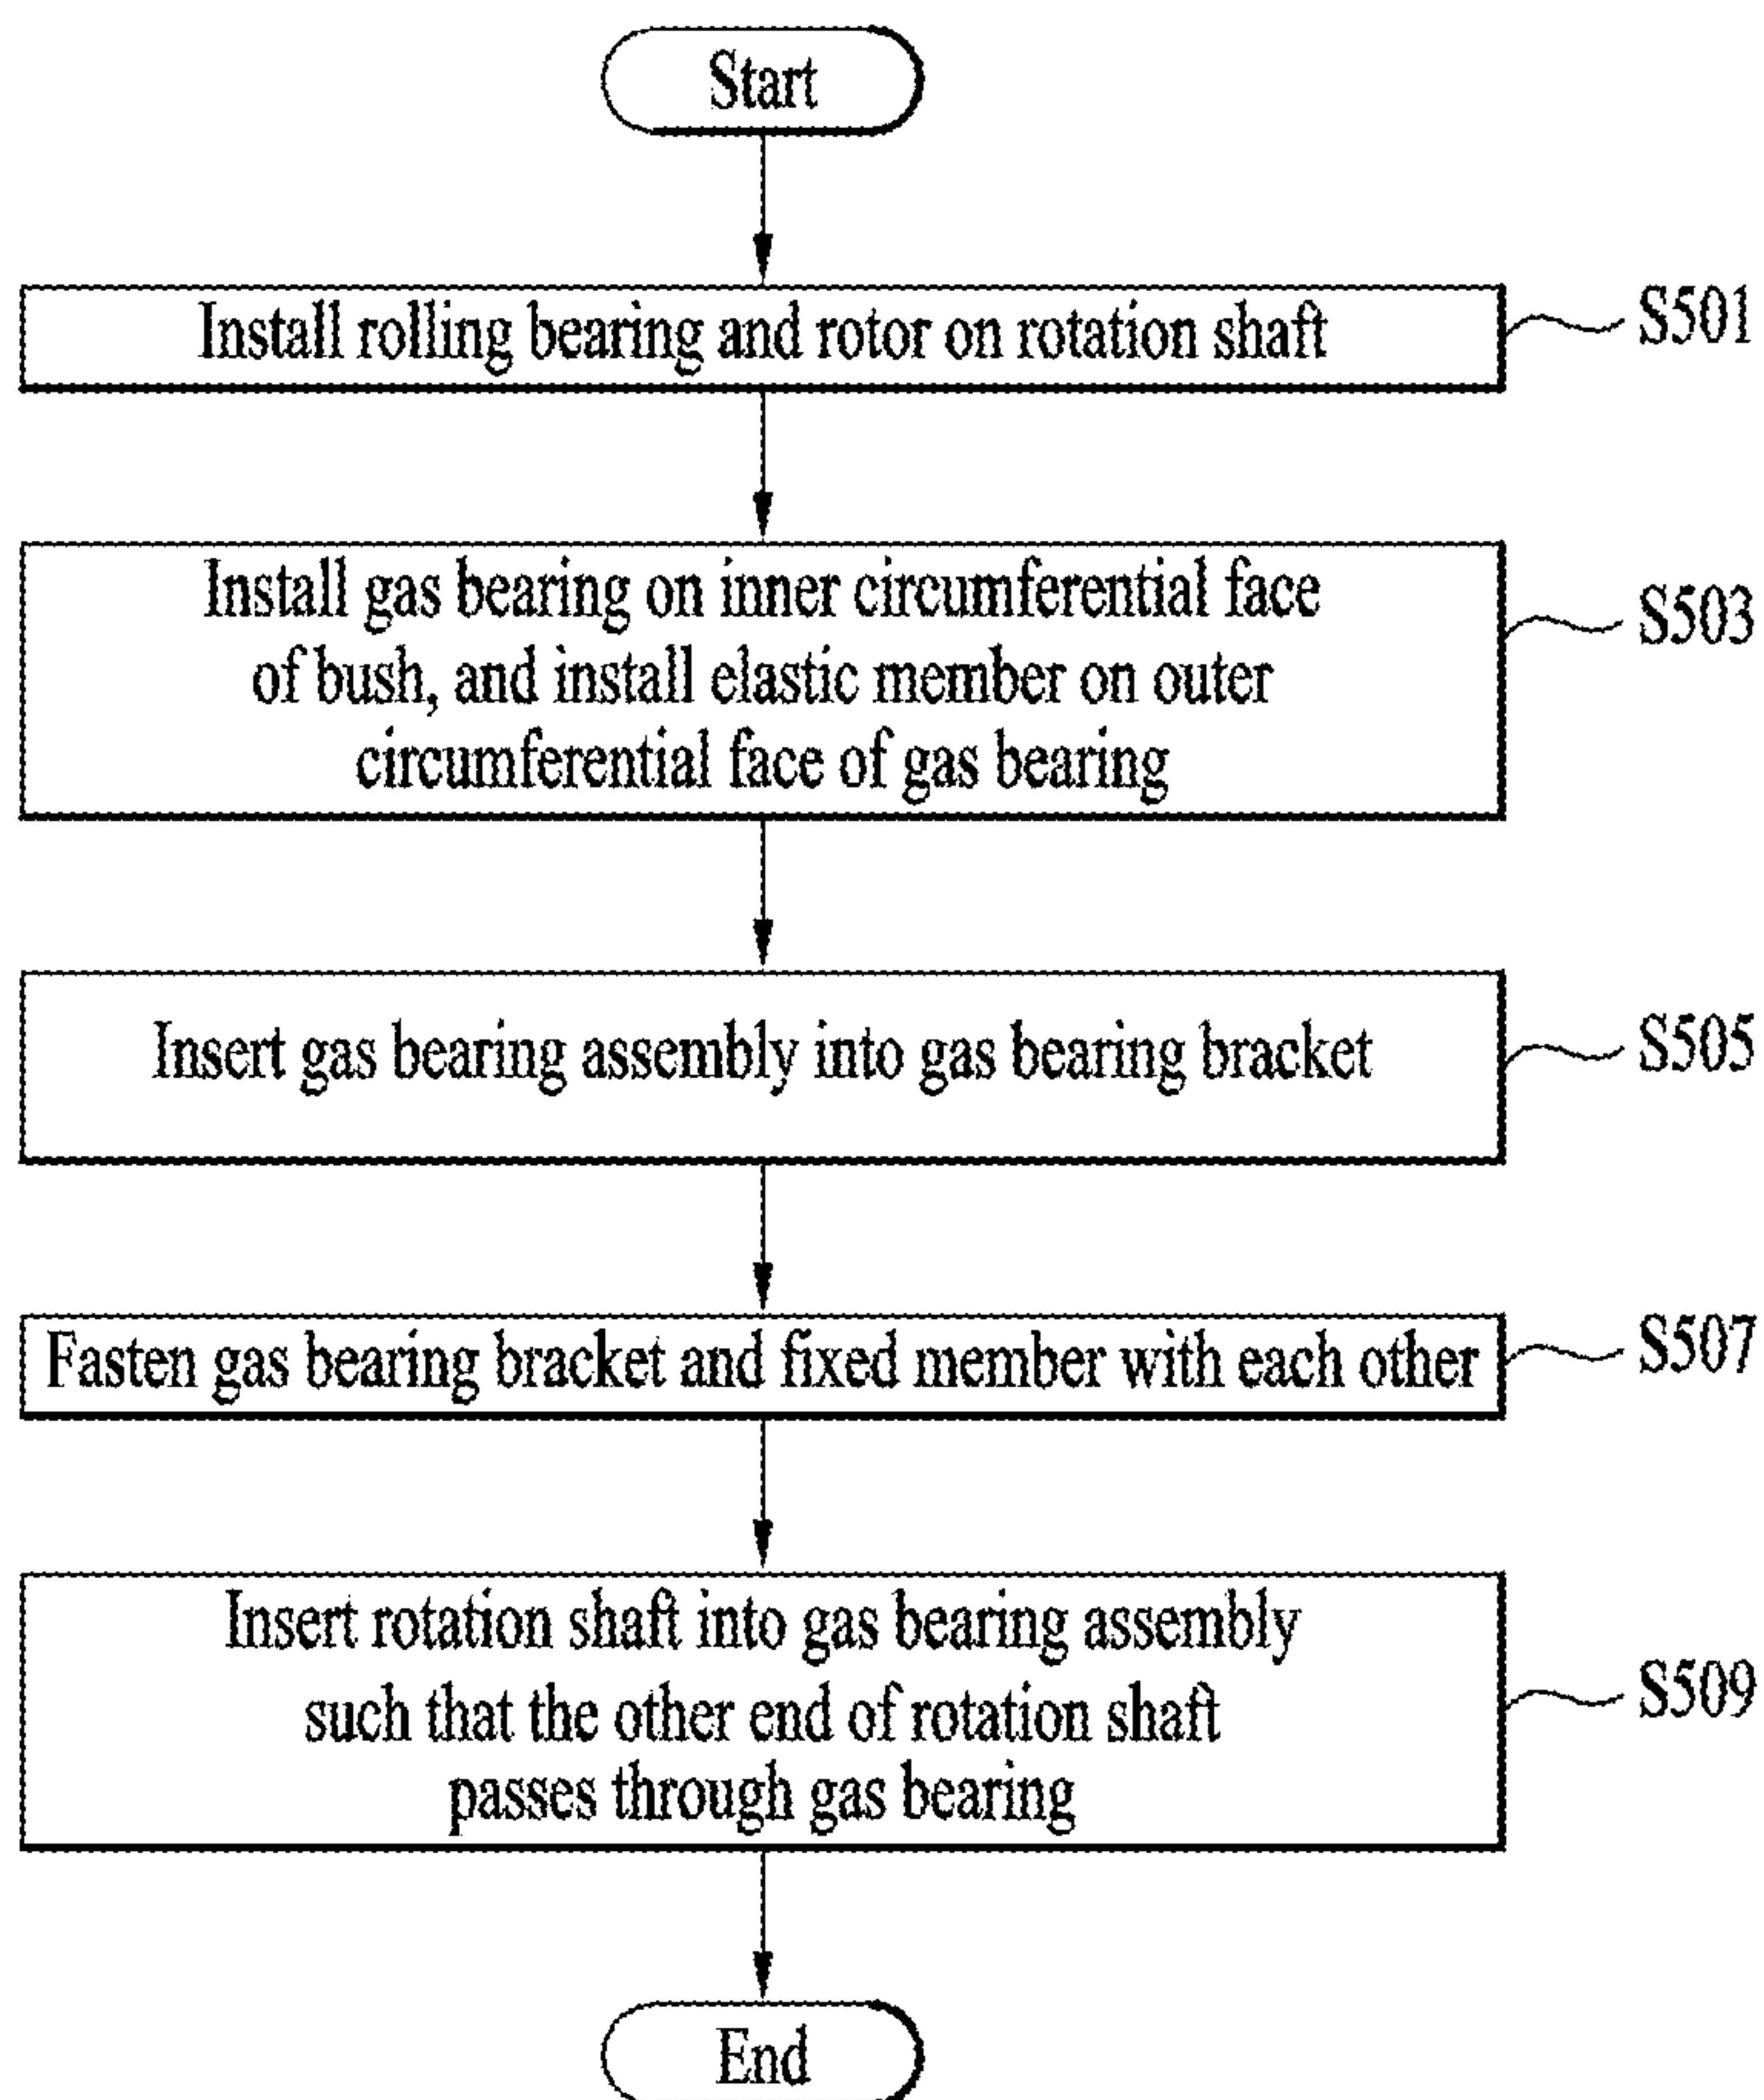 Start
Install rolling bearing and rotor on rotation shaft
S501
Install gas bearing on inner circumferential face
of bush, and install elastic member on outer
circumferential face of gas bearing
S503
Insert gas bearing assembly into gas bearing bracket
S505
Fasten gas bearing bracket and fixed member with each other
S507
Insert rotation shaft into gas bearing assembly
such that the other end of rotation shaft
passes through gas bearing
S509
End